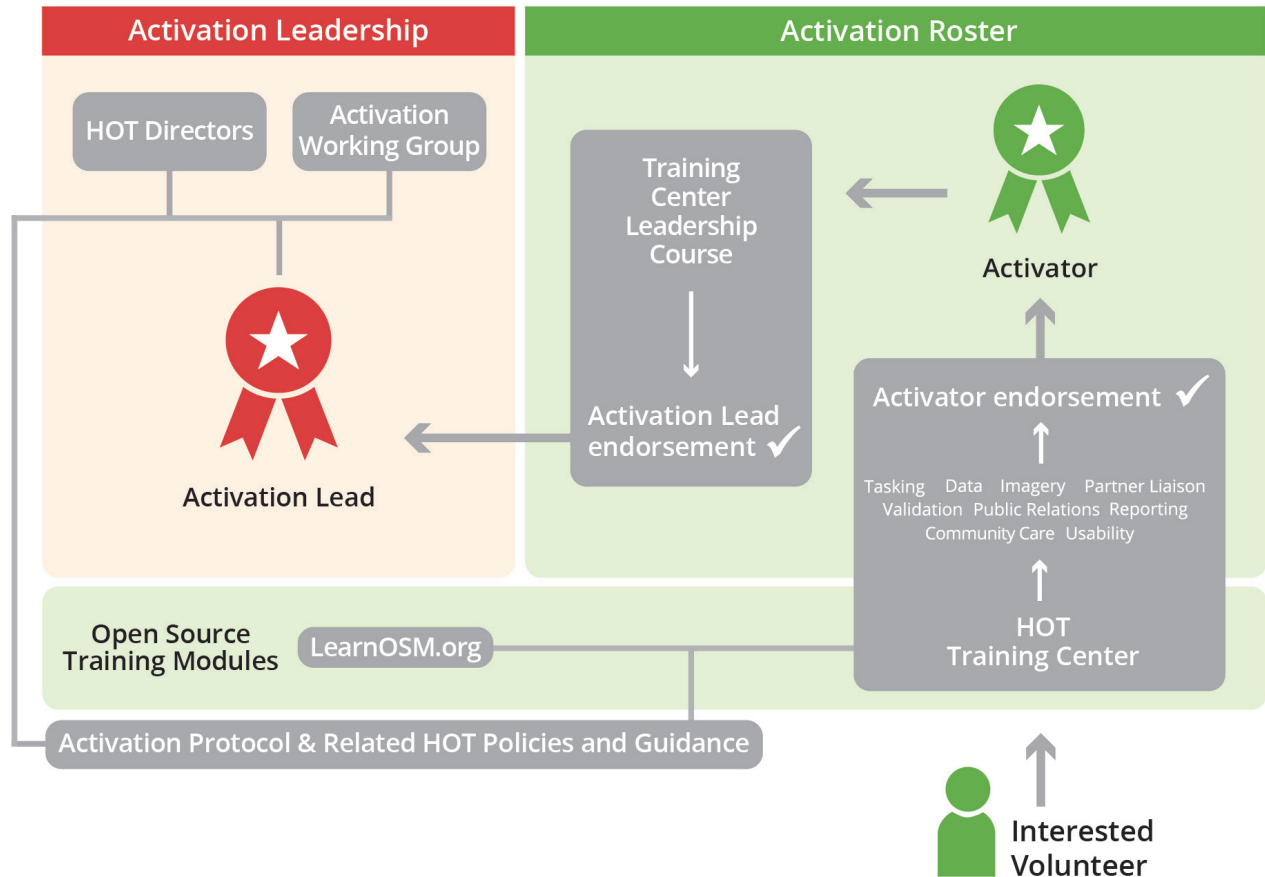 Activation Leadership
Activation Roster
HOT Directors
Activation
Working Group
Training
Center
Leadership
Course
Activator
Activation Lead
endorsement
Activator endorsement
Activation Lead
Tasking Data Imagery Partner Liaison
Validation Public Relations Reporting
Community Care Usability
HOT
Training Center
Open Source
Training Modules
LearnOSM.org
Activation Protocol & Related HOT Policies and Guidance
Interested
Volunteer